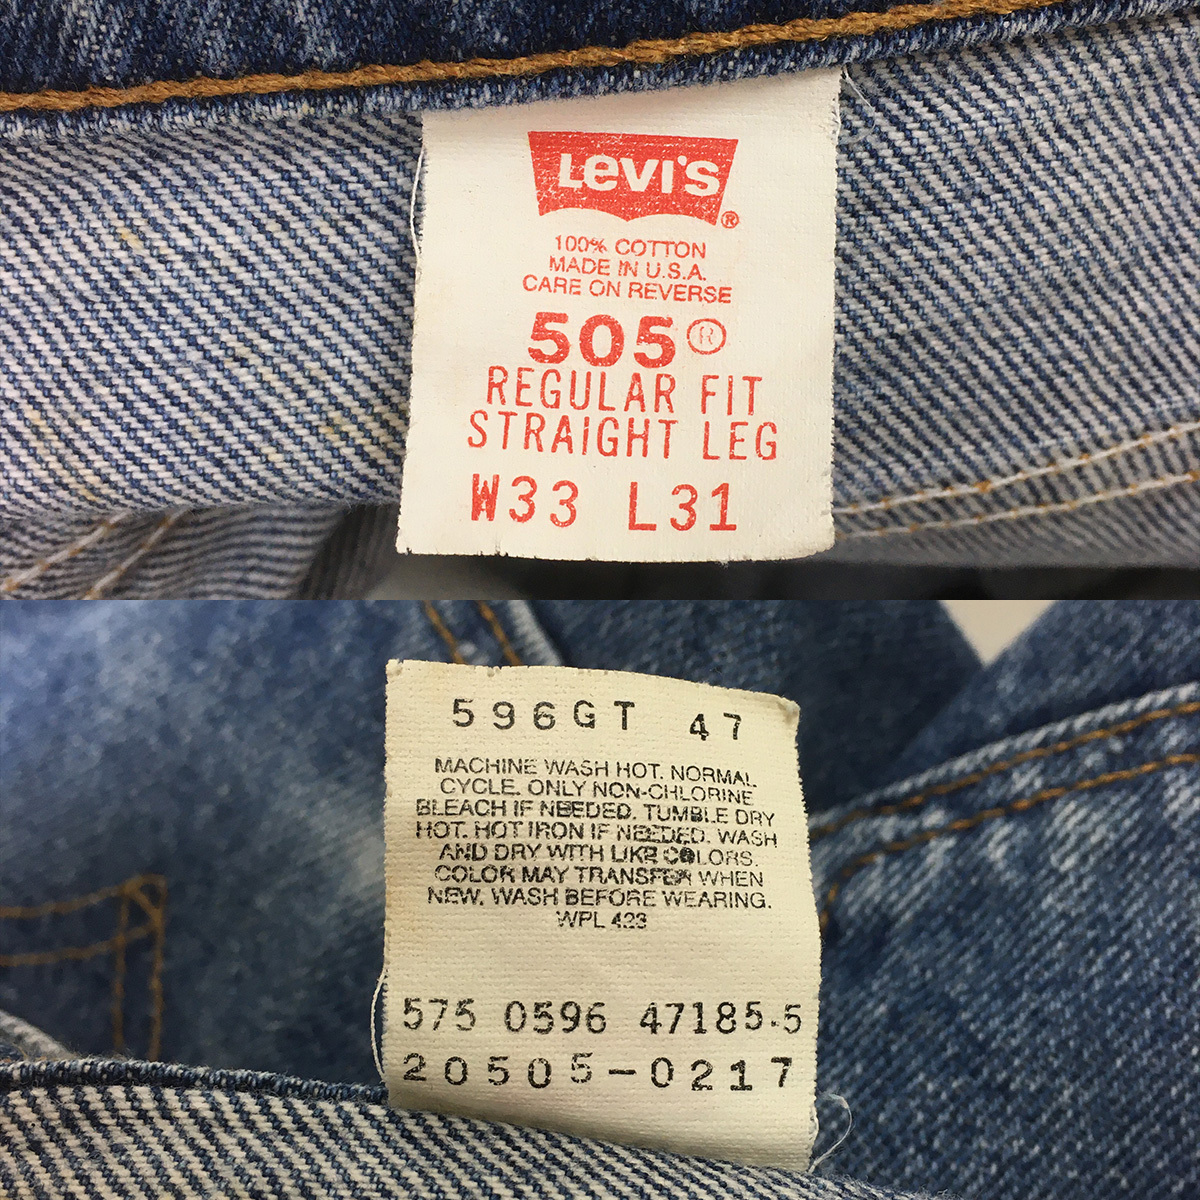 Levi's®
100% COTTON
MADE IN U.S.A.
CARE ON REVERSE
505®
REGULAR FIT
STRAIGHT LEG
W33 L31
596GT 47
MACHINE WASH HOT. NORMAL
CYCLE. ONLY NON-CHLORINE
BLEACH IF NEEDED. TUMBLE DRY
HOT. HOT IRON IF NEEDED. WASH
AND DRY WITH LIKE COLORS.
COLOR MAY TRANSFER WHEN
NEW. WASH BEFORE WEARING.
WPL 423
575 0596 47185.5
20505-0217